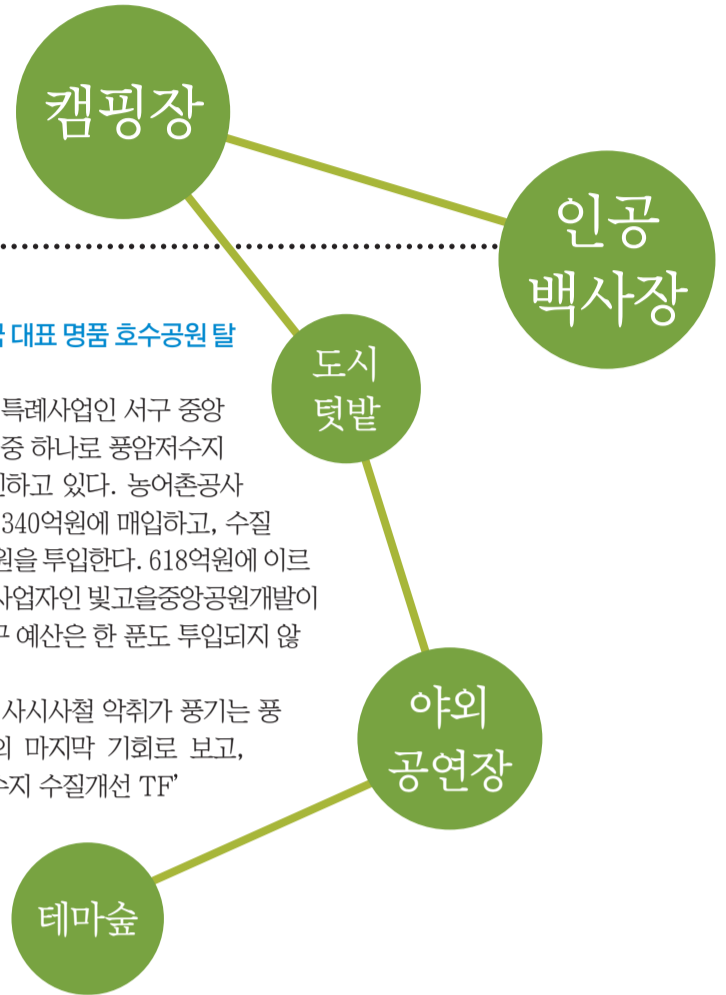 캠핑장
인공
백사장
대표 명품 호수공원 탈
도시
텃밭
특례사업인 서구 중앙
중 하나로 풍암저수지
하고 있다. 농어촌공사
340억원에 매입하고, 수질
원을 투입한다. 618억원에 이르
사업자인 빛고을중앙공원개발이
예산은 한 푼도 투입되지 않
사시사철 악취가 풍기는 풍
마지막 기회로 보고,
수지 수질개선 TF’
야외
공연장
테마숲